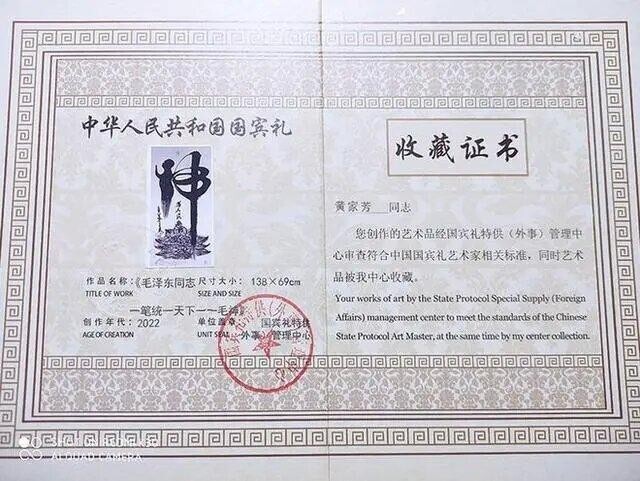 中华人民共和国国宾礼
作品名称：《毛泽东同志 尺寸大小： 138×69cm
TITLE OF WORK SIZE AND SIZE
一笔统一天下一~毛神》
创作年代： 2022 单位盖章： 国宾礼特供
AGE OF CREATION UNIT SEAL （外事）管理中心
收藏证书
黄家芳 同志
您创作的艺术品经国宾礼特供（外事）管理中
心审查符合中国国宾礼艺术家相关标准，同时艺术
品被我中心收藏。
Your works of art by the State Protocol Special Supply (Foreign
Affairs) management center to meet the standards of the Chinese
State Protocol Art Master, at the same time by my center collection.
AI QUAD CAMERA